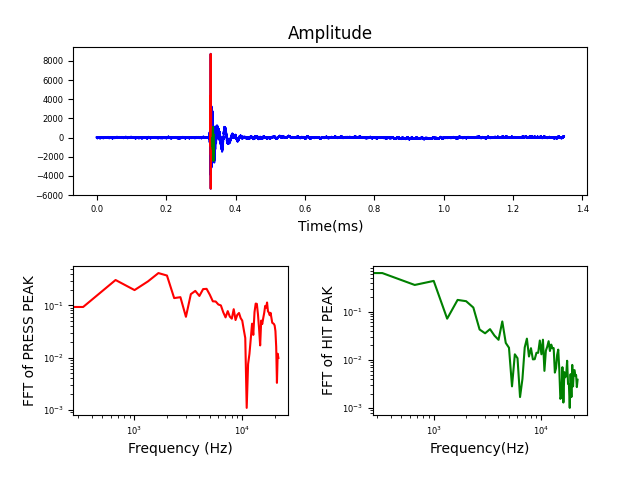 Amplitude
8000
6000
4000
2000
0
−2000
−4000
−6000
0.0 0.2 0.4 0.6 0.8 1.0 1.2 1.4
Time(ms)
FFT of PRESS PEAK
10⁻¹
10⁻²
10⁻³
10³ 10⁴
Frequency (Hz)
FFT of HIT PEAK
10⁻¹
10⁻²
10⁻³
10³ 10⁴
Frequency(Hz)